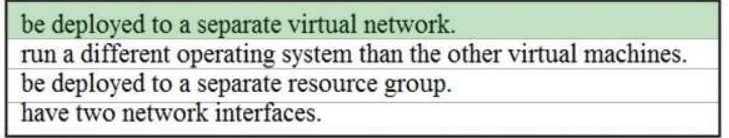 be deployed to a separate virtual network.
run a different operating system than the other virtual machines.
be deployed to a separate resource group.
have two network interfaces.